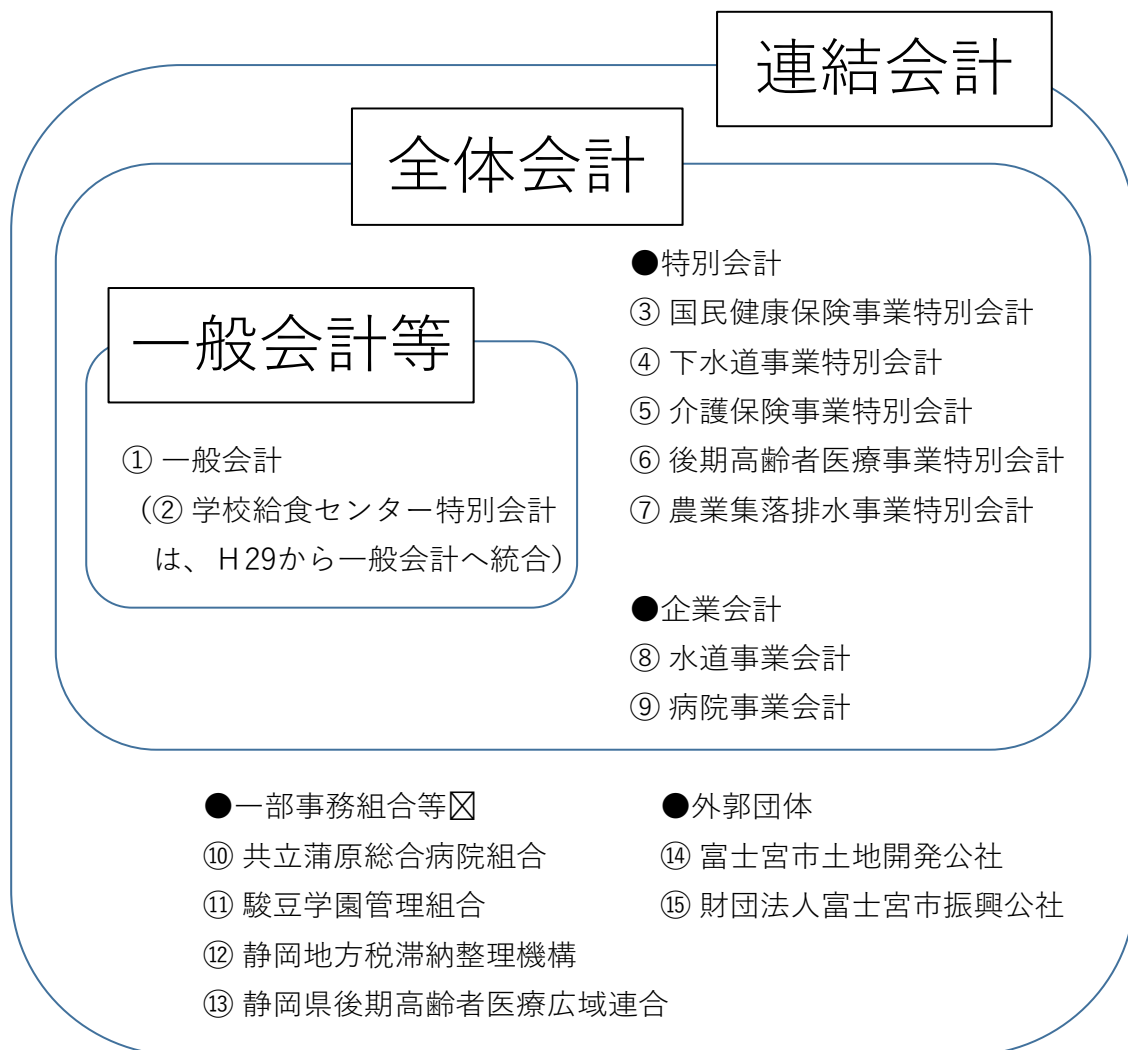 連結会計
全体会計
一般会計等
① 一般会計
(② 学校給食センター特別会計
は、H29から一般会計へ統合)
●特別会計
③ 国民健康保険事業特別会計
④ 下水道事業特別会計
⑤ 介護保険事業特別会計
⑥ 後期高齢者医療事業特別会計
⑦ 農業集落排水事業特別会計
●企業会計
⑧ 水道事業会計
⑨ 病院事業会計
●一部事務組合等
⑩ 共立蒲原総合病院組合
⑪ 駿豆学園管理組合
⑫ 静岡地方税滞納整理機構
⑬ 静岡県後期高齢者医療広域連合
●外郭団体
⑭ 富士宮市土地開発公社
⑮ 財団法人富士宮市振興公社